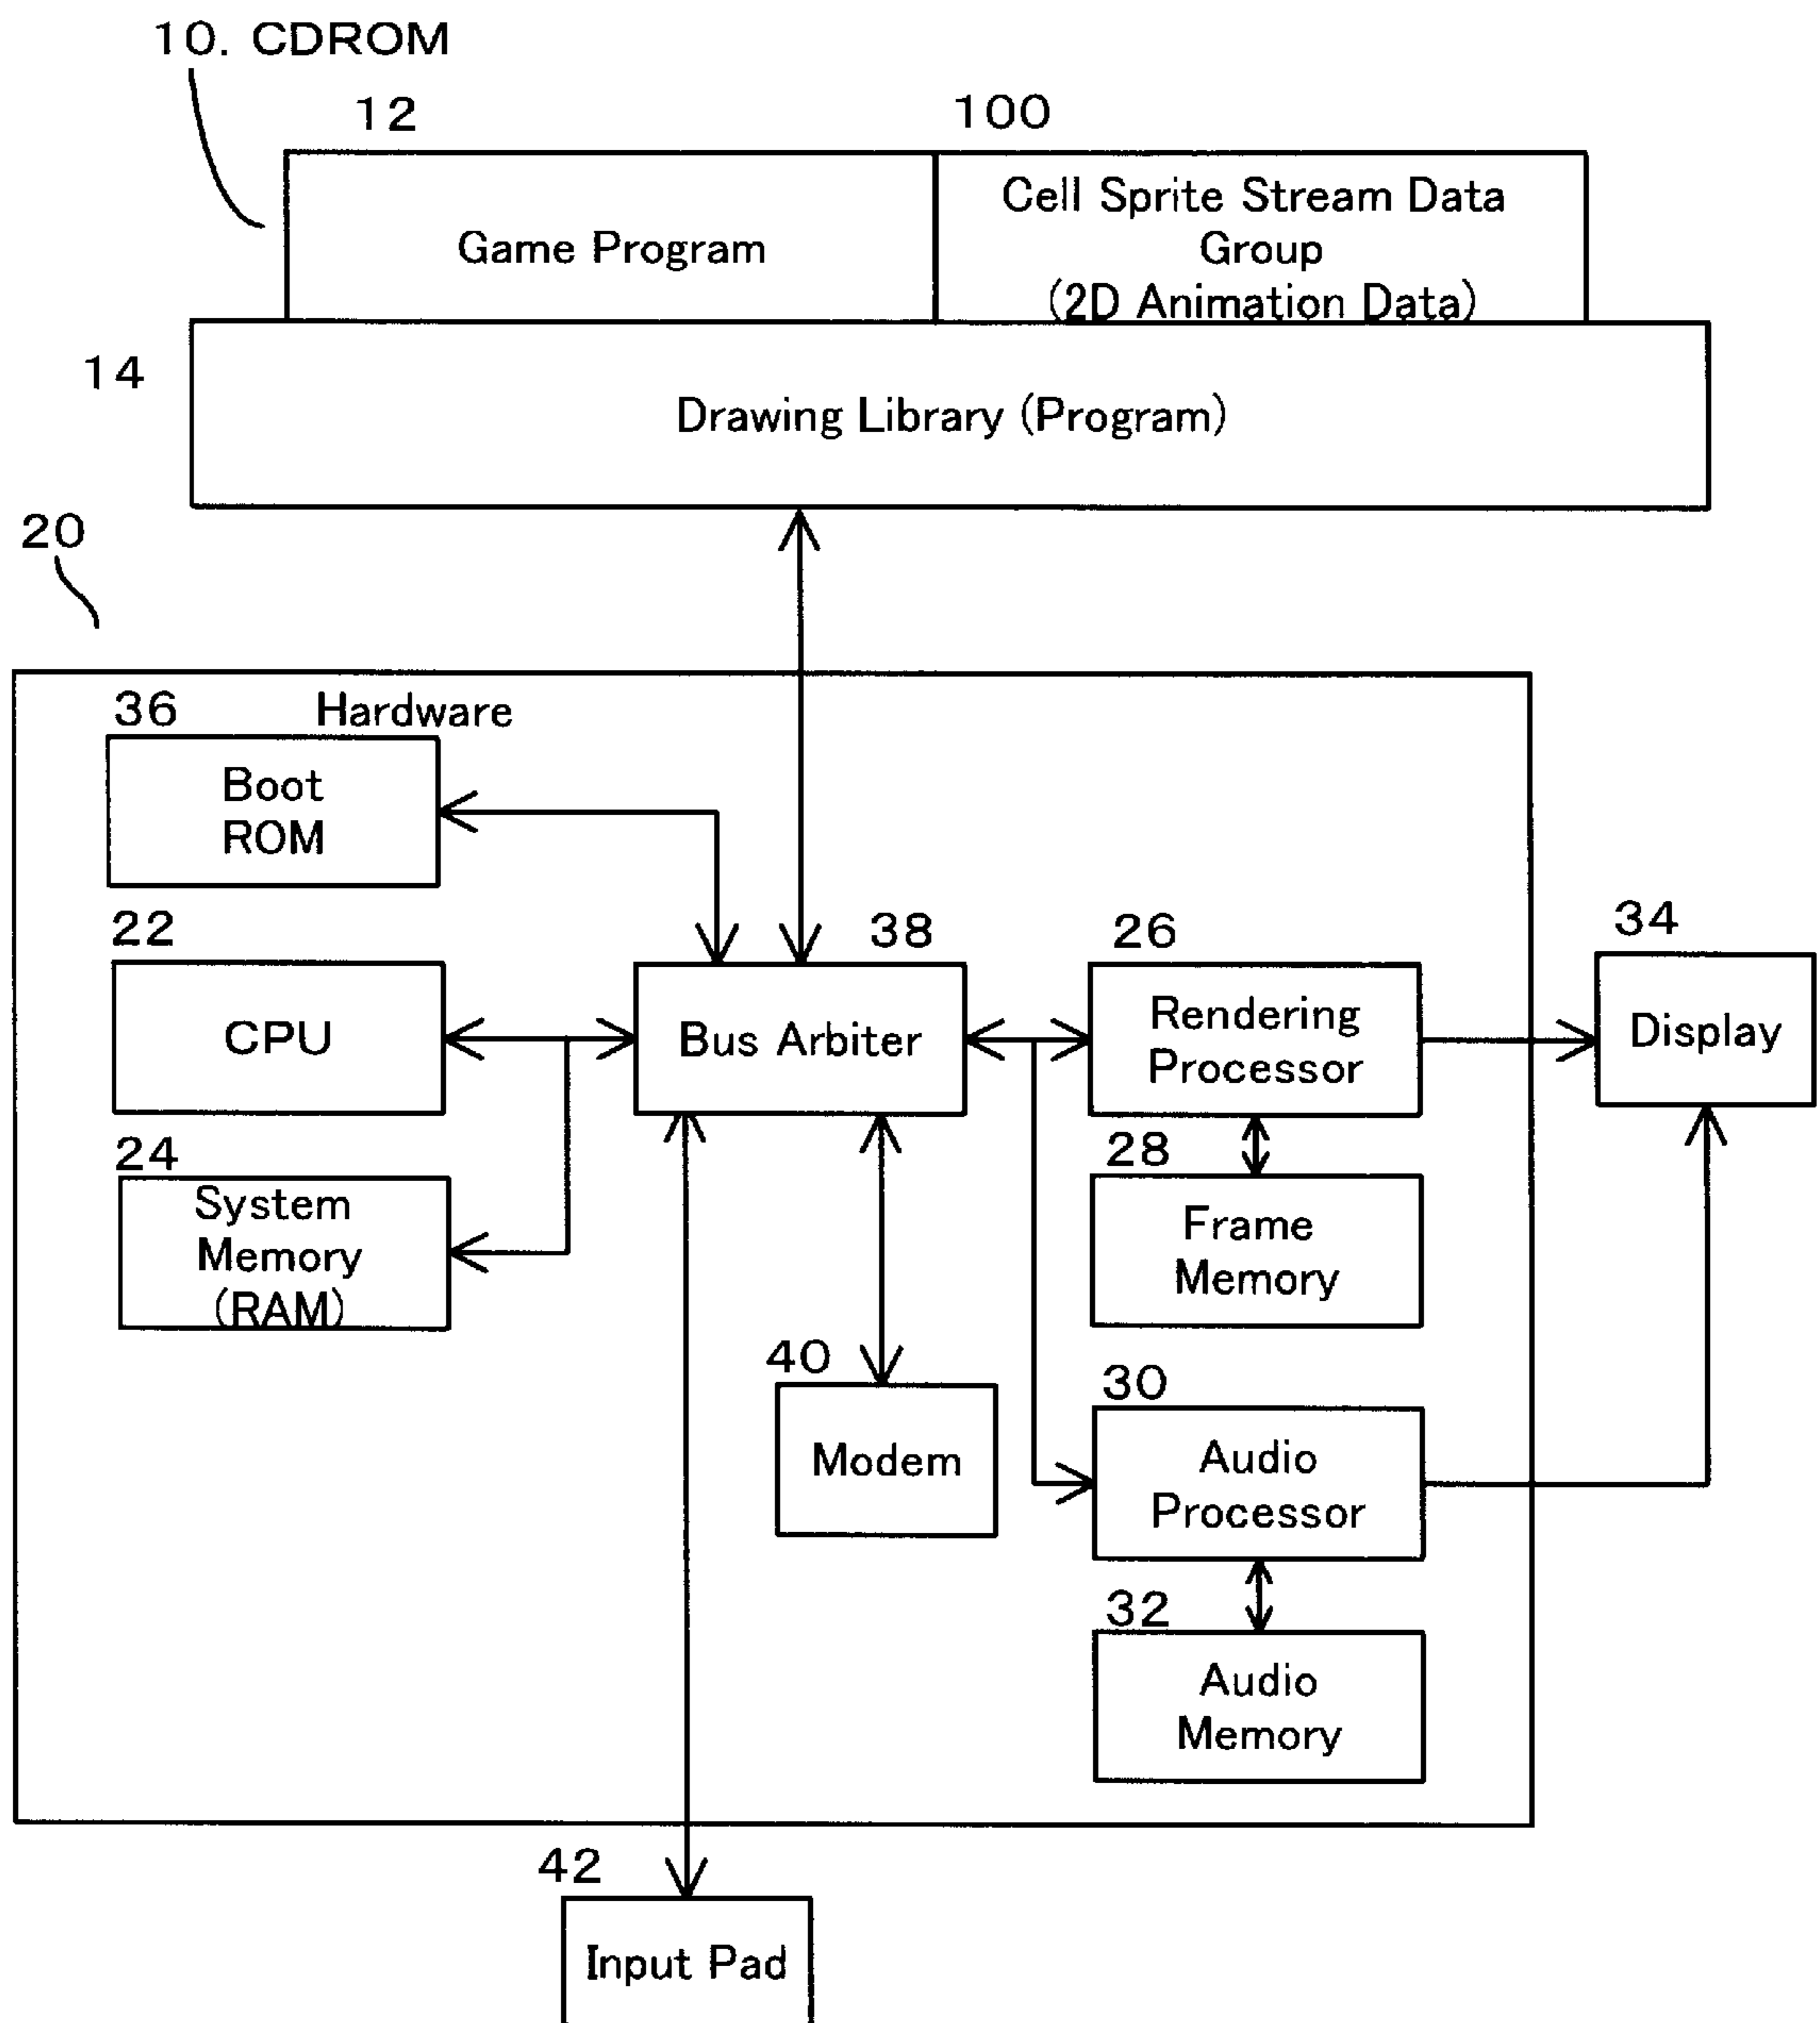 10. CDROM
12
100
Game Program
Cell Sprite Stream Data
Group
(2D Animation Data)
14
Drawing Library (Program)
20
36
Hardware
Boot
ROM
22
CPU
38
Bus Arbiter
26
Rendering
Processor
34
Display
24
System
Memory
(RAM)
28
Frame
Memory
40
Modem
30
Audio
Processor
32
Audio
Memory
42
Input Pad